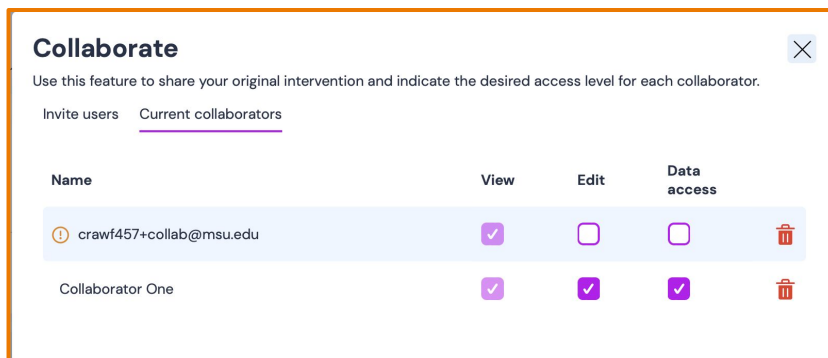 Collaborate
Use this feature to share your original intervention and indicate the desired access level for each collaborator.
Invite users Current collaborators
Name View Edit Data access
crawf457+collab@msu.edu
Collaborator One